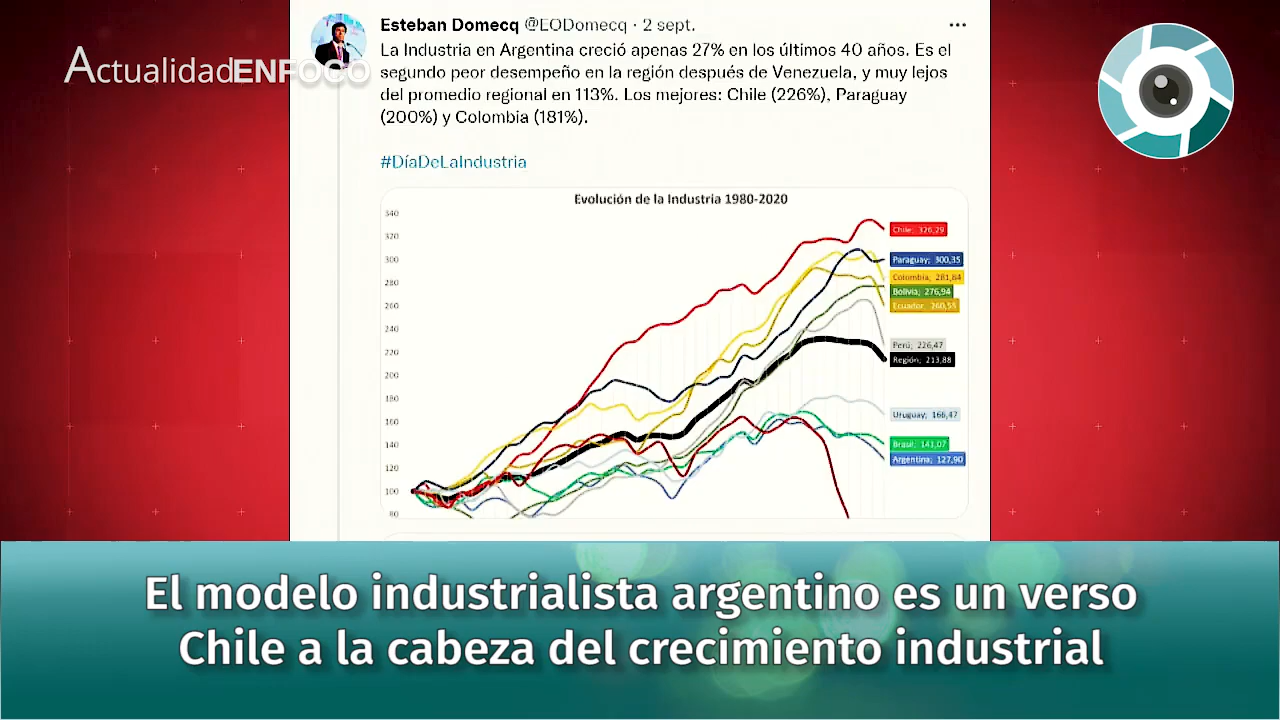 Esteban Domecq @EODomecq · 2 sept.
ActualidadENFOCO
La Industria en Argentina creció apenas 27% en los últimos 40 años. Es el
segundo peor desempeño en la región después de Venezuela, y muy lejos
del promedio regional en 113%. Los mejores: Chile (226%), Paraguay
(200%) y Colombia (181%).
#DíaDeLaIndustria
Evolución de la Industria 1980-2020
340
320
300
280
260
240
220
200
180
160
140
120
100
80
Chile; 326,29
Paraguay; 300,35
Colombia; 281,84
Bolivia; 276,94
Ecuador; 260,55
Perú; 226,47
Región; 213,88
Uruguay; 166,47
Brasil; 141,07
Argentina; 127,90
El modelo industrialista argentino es un verso
Chile a la cabeza del crecimiento industrial